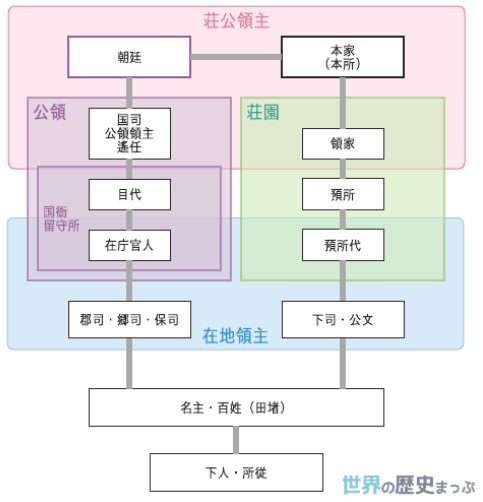 荘公領主
朝廷
本家
（本所）
公領
荘園
国司
公領領主
遙任
領家
目代
預所
国衙
留守所
在庁官人
預所代
郡司・郷司・保司
下司・公文
在地領主
名主・百姓（田堵）
下人・所従
世界の歴史まっぷ